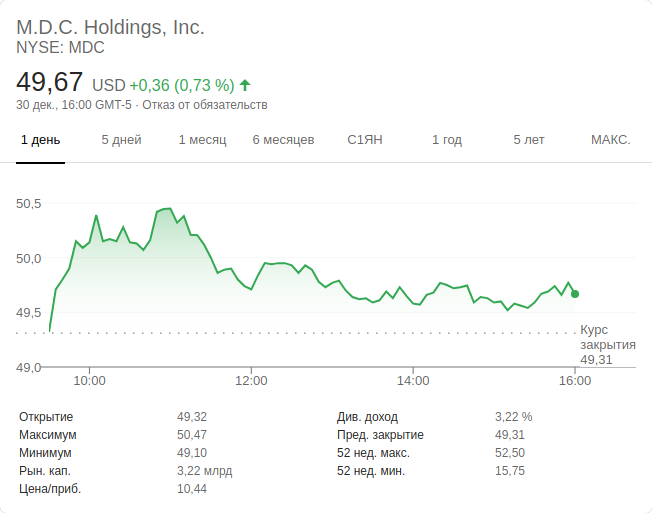 M.D.C. Holdings, Inc.
NYSE: MDC
49,67 USD +0,36 (0,73 %)
30 дек., 16:00 GMT-5 · Отказ от обязательств
1 день 5 дней 1 месяц 6 месяцев С1ЯН 1 год 5 лет МАКС.
50,5
50,0
49,5
49,0
Курс
закрытия
49,31
10:00 12:00 14:00 16:00
Открытие 49,32 Див. доход 3,22 %
Максимум 50,47 Пред. закрытие 49,31
Минимум 49,10 52 нед. макс. 52,50
Рын. кап. 3,22 млрд 52 нед. мин. 15,75
Цена/приб. 10,44